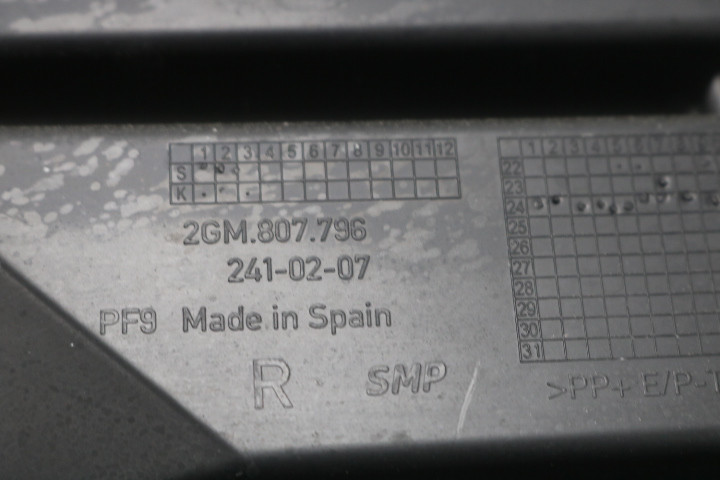 1 2 3 4 5 6 7 8 9 10 11 12
S
K
2GM.807.796
241-02-07
PF9 Made in Spain
R SMP
1 2 3 4 5 6 7 8
22
23
24
25
26
27
28
29
30
31
>PP+E/P-T